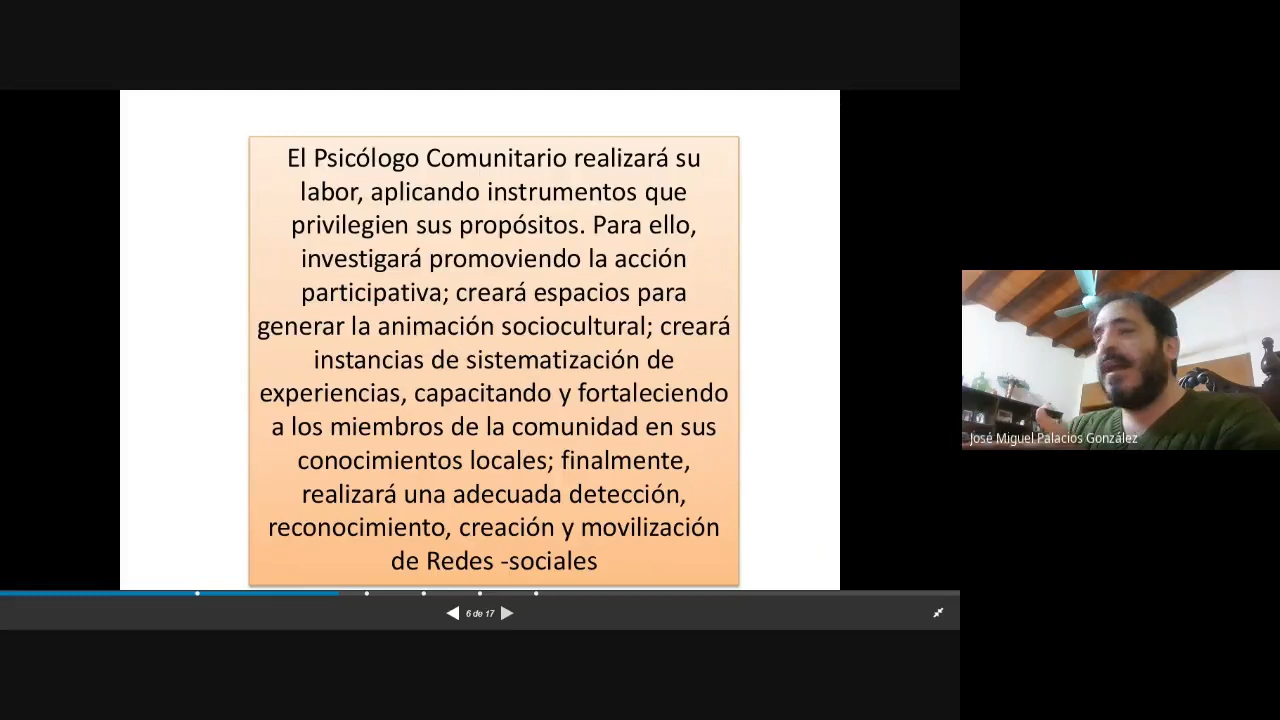 El Psicólogo Comunitario realizará su
labor, aplicando instrumentos que
privilegien sus propósitos. Para ello,
investigará promoviendo la acción
participativa; creará espacios para
generar la animación sociocultural; creará
instancias de sistematización de
experiencias, capacitando y fortaleciendo
a los miembros de la comunidad en sus
conocimientos locales; finalmente,
realizará una adecuada detección,
reconocimiento, creación y movilización
de Redes -sociales
6 de 17
José Miguel Palacios González